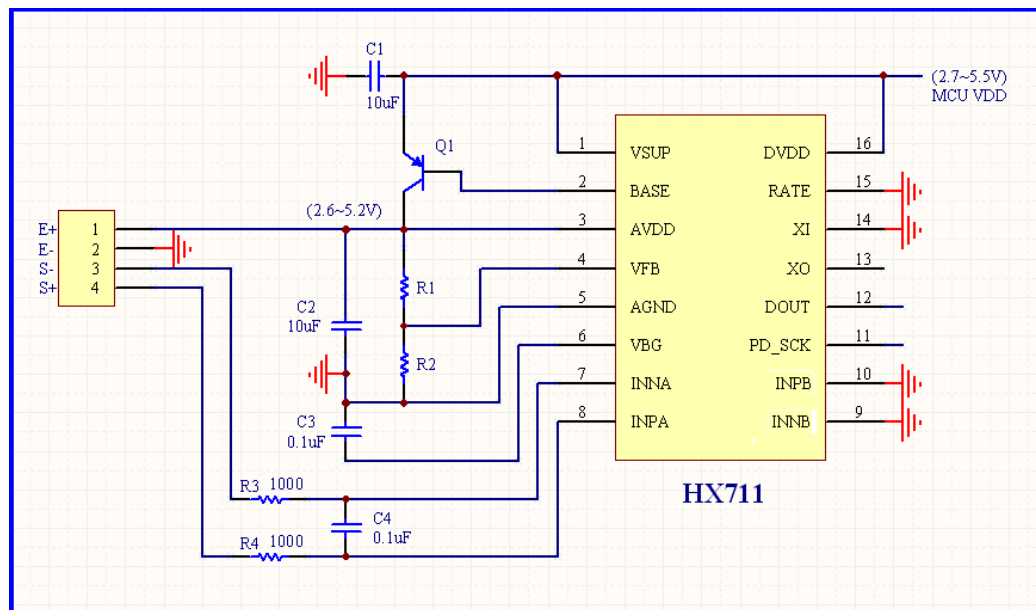 C1
10uF
(2.7~5.5V)
MCU VDD
Q1
1 VSUP DVDD 16
2 BASE RATE 15
(2.6~5.2V)
3 AVDD XI 14
4 VFB XO 13
5 AGND DOUT 12
6 VBG PD_SCK 11
7 INNA INPB 10
8 INPA INNB 9
HX711
E+ 1
E- 2
S- 3
S+ 4
R1
C2
10uF
R2
C3
0.1uF
R3 1000
C4
0.1uF
R4 1000